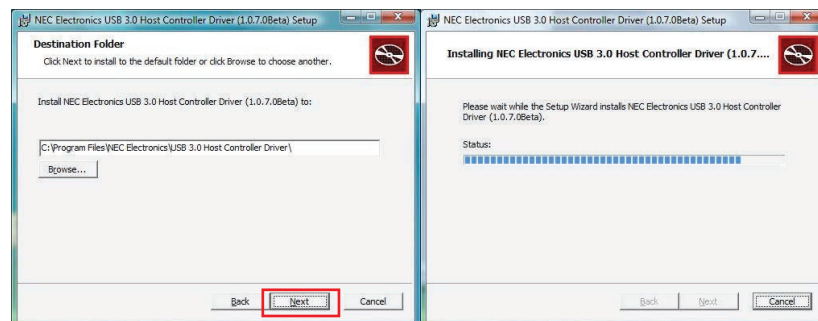 NEC Electronics USB 3.0 Host Controller Driver (1.0.7.0Beta) Setup
Destination Folder
Click Next to install to the default folder or click Browse to choose another.
Install NEC Electronics USB 3.0 Host Controller Driver (1.0.7.0Beta) to:
C:\Program Files\NEC Electronics\USB 3.0 Host Controller Driver\
Browse...
Back Next Cancel
NEC Electronics USB 3.0 Host Controller Driver (1.0.7.0Beta) Setup
Installing NEC Electronics USB 3.0 Host Controller Driver (1.0.7....
Please wait while the Setup Wizard installs NEC Electronics USB 3.0 Host Controller
Driver (1.0.7.0Beta).
Status:
Back Next Cancel